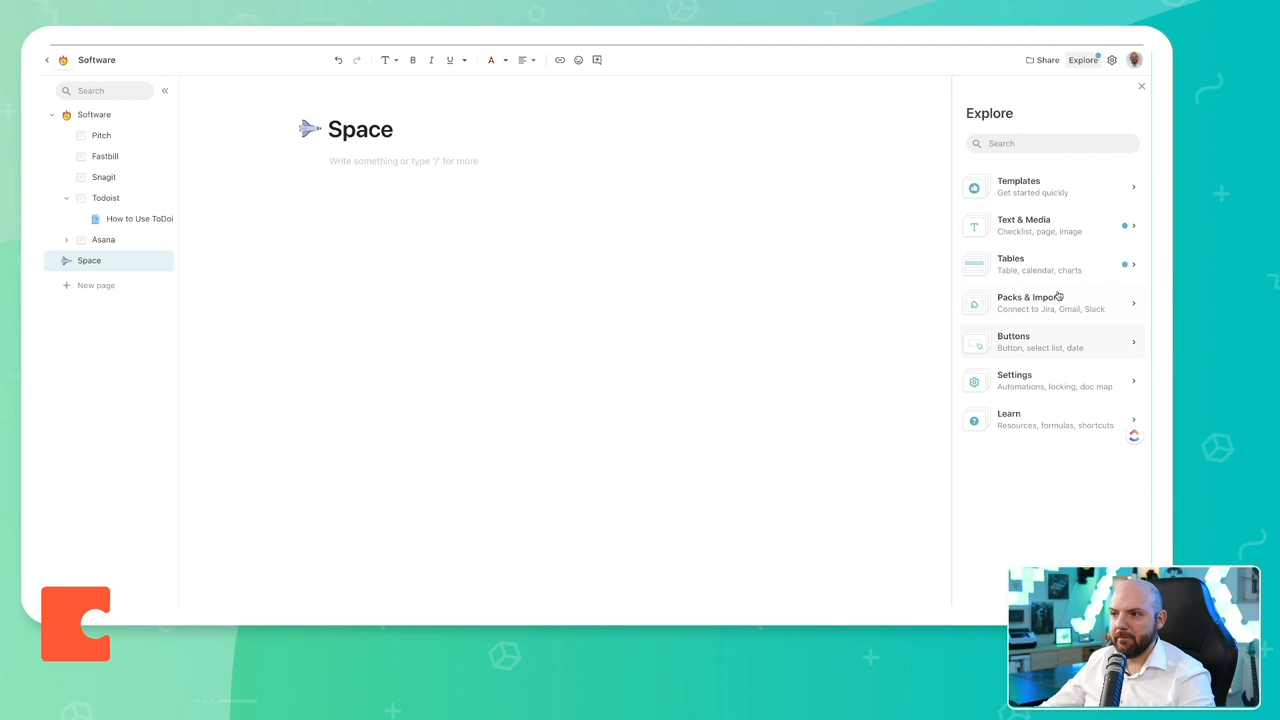 Software
T
B
I
U
A
Share
Explore
Search
Software
Pitch
Fastbill
Snagit
Todoist
How to Use ToDoi
Asana
Space
New page
Space
Write something or type '/' for more
Explore
Search
Templates
Get started quickly
T
Text & Media
Checklist, page, image
Tables
Table, calendar, charts
Packs & Import
Connect to Jira, Gmail, Slack
Buttons
Button, select list, date
Settings
Automations, locking, doc map
Learn
Resources, formulas, shortcuts